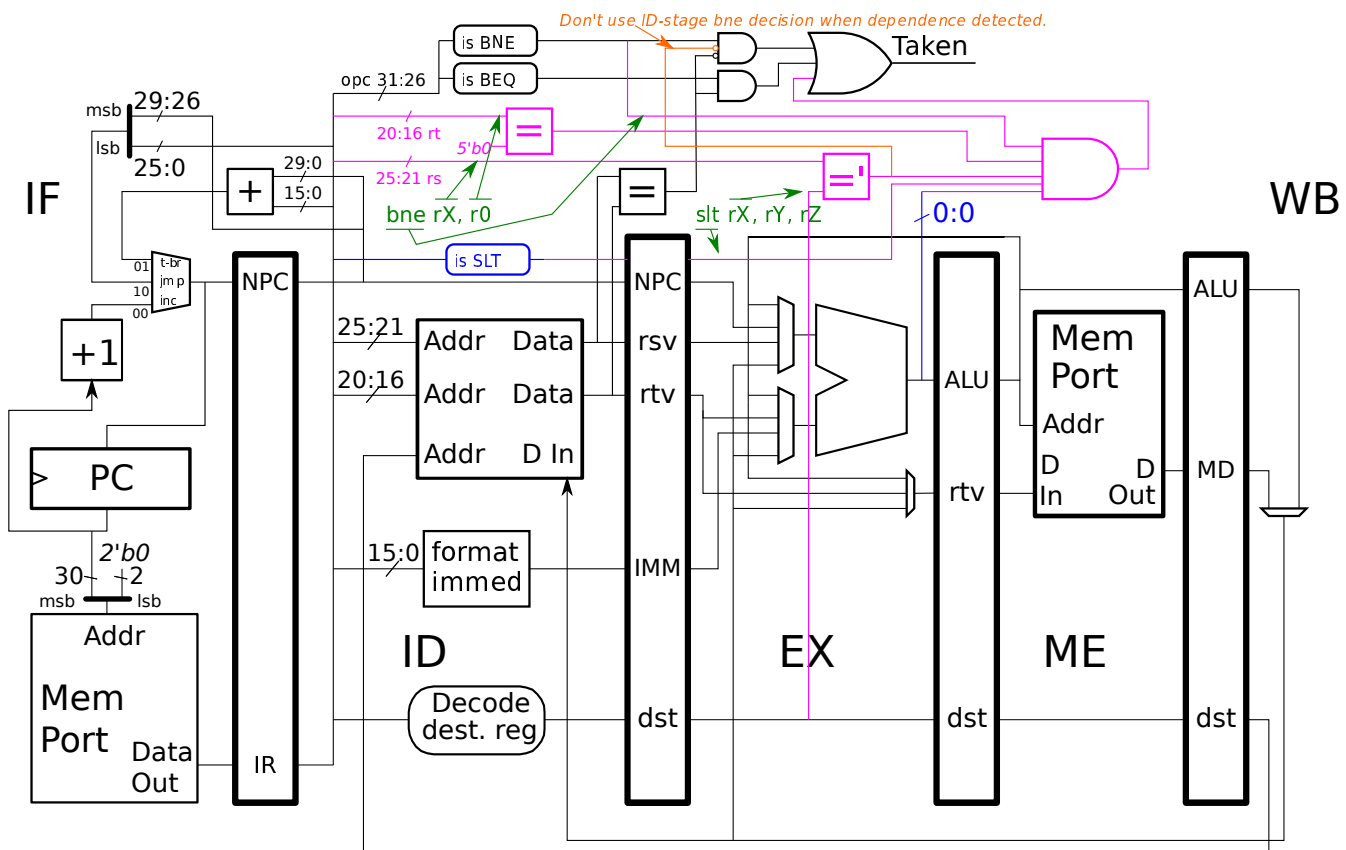 Don't use ID-stage bne decision when dependence detected.
is BNE
Taken
opc 31:26
is BEQ
msb
29:26
lsb
25:0
20:16 rt
=
5'b0
29:0
15:0
25:21 rs
='
+
=
IF
WB
bne rX, r0
slt rX, rY, rZ
0:0
is SLT
01
t-br
jmp
10
inc
00
NPC
NPC
ALU
+1
25:21
Addr
Data
rsv
Mem
Port
20:16
Addr
Data
rtv
ALU
Addr
Addr
D In
PC
D
In
D
Out
MD
rtv
2'b0
30
2
msb
lsb
15:0
format
immed
IMM
Addr
ID
EX
ME
Mem
Port
Decode
dest. reg
dst
dst
dst
Data
Out
IR